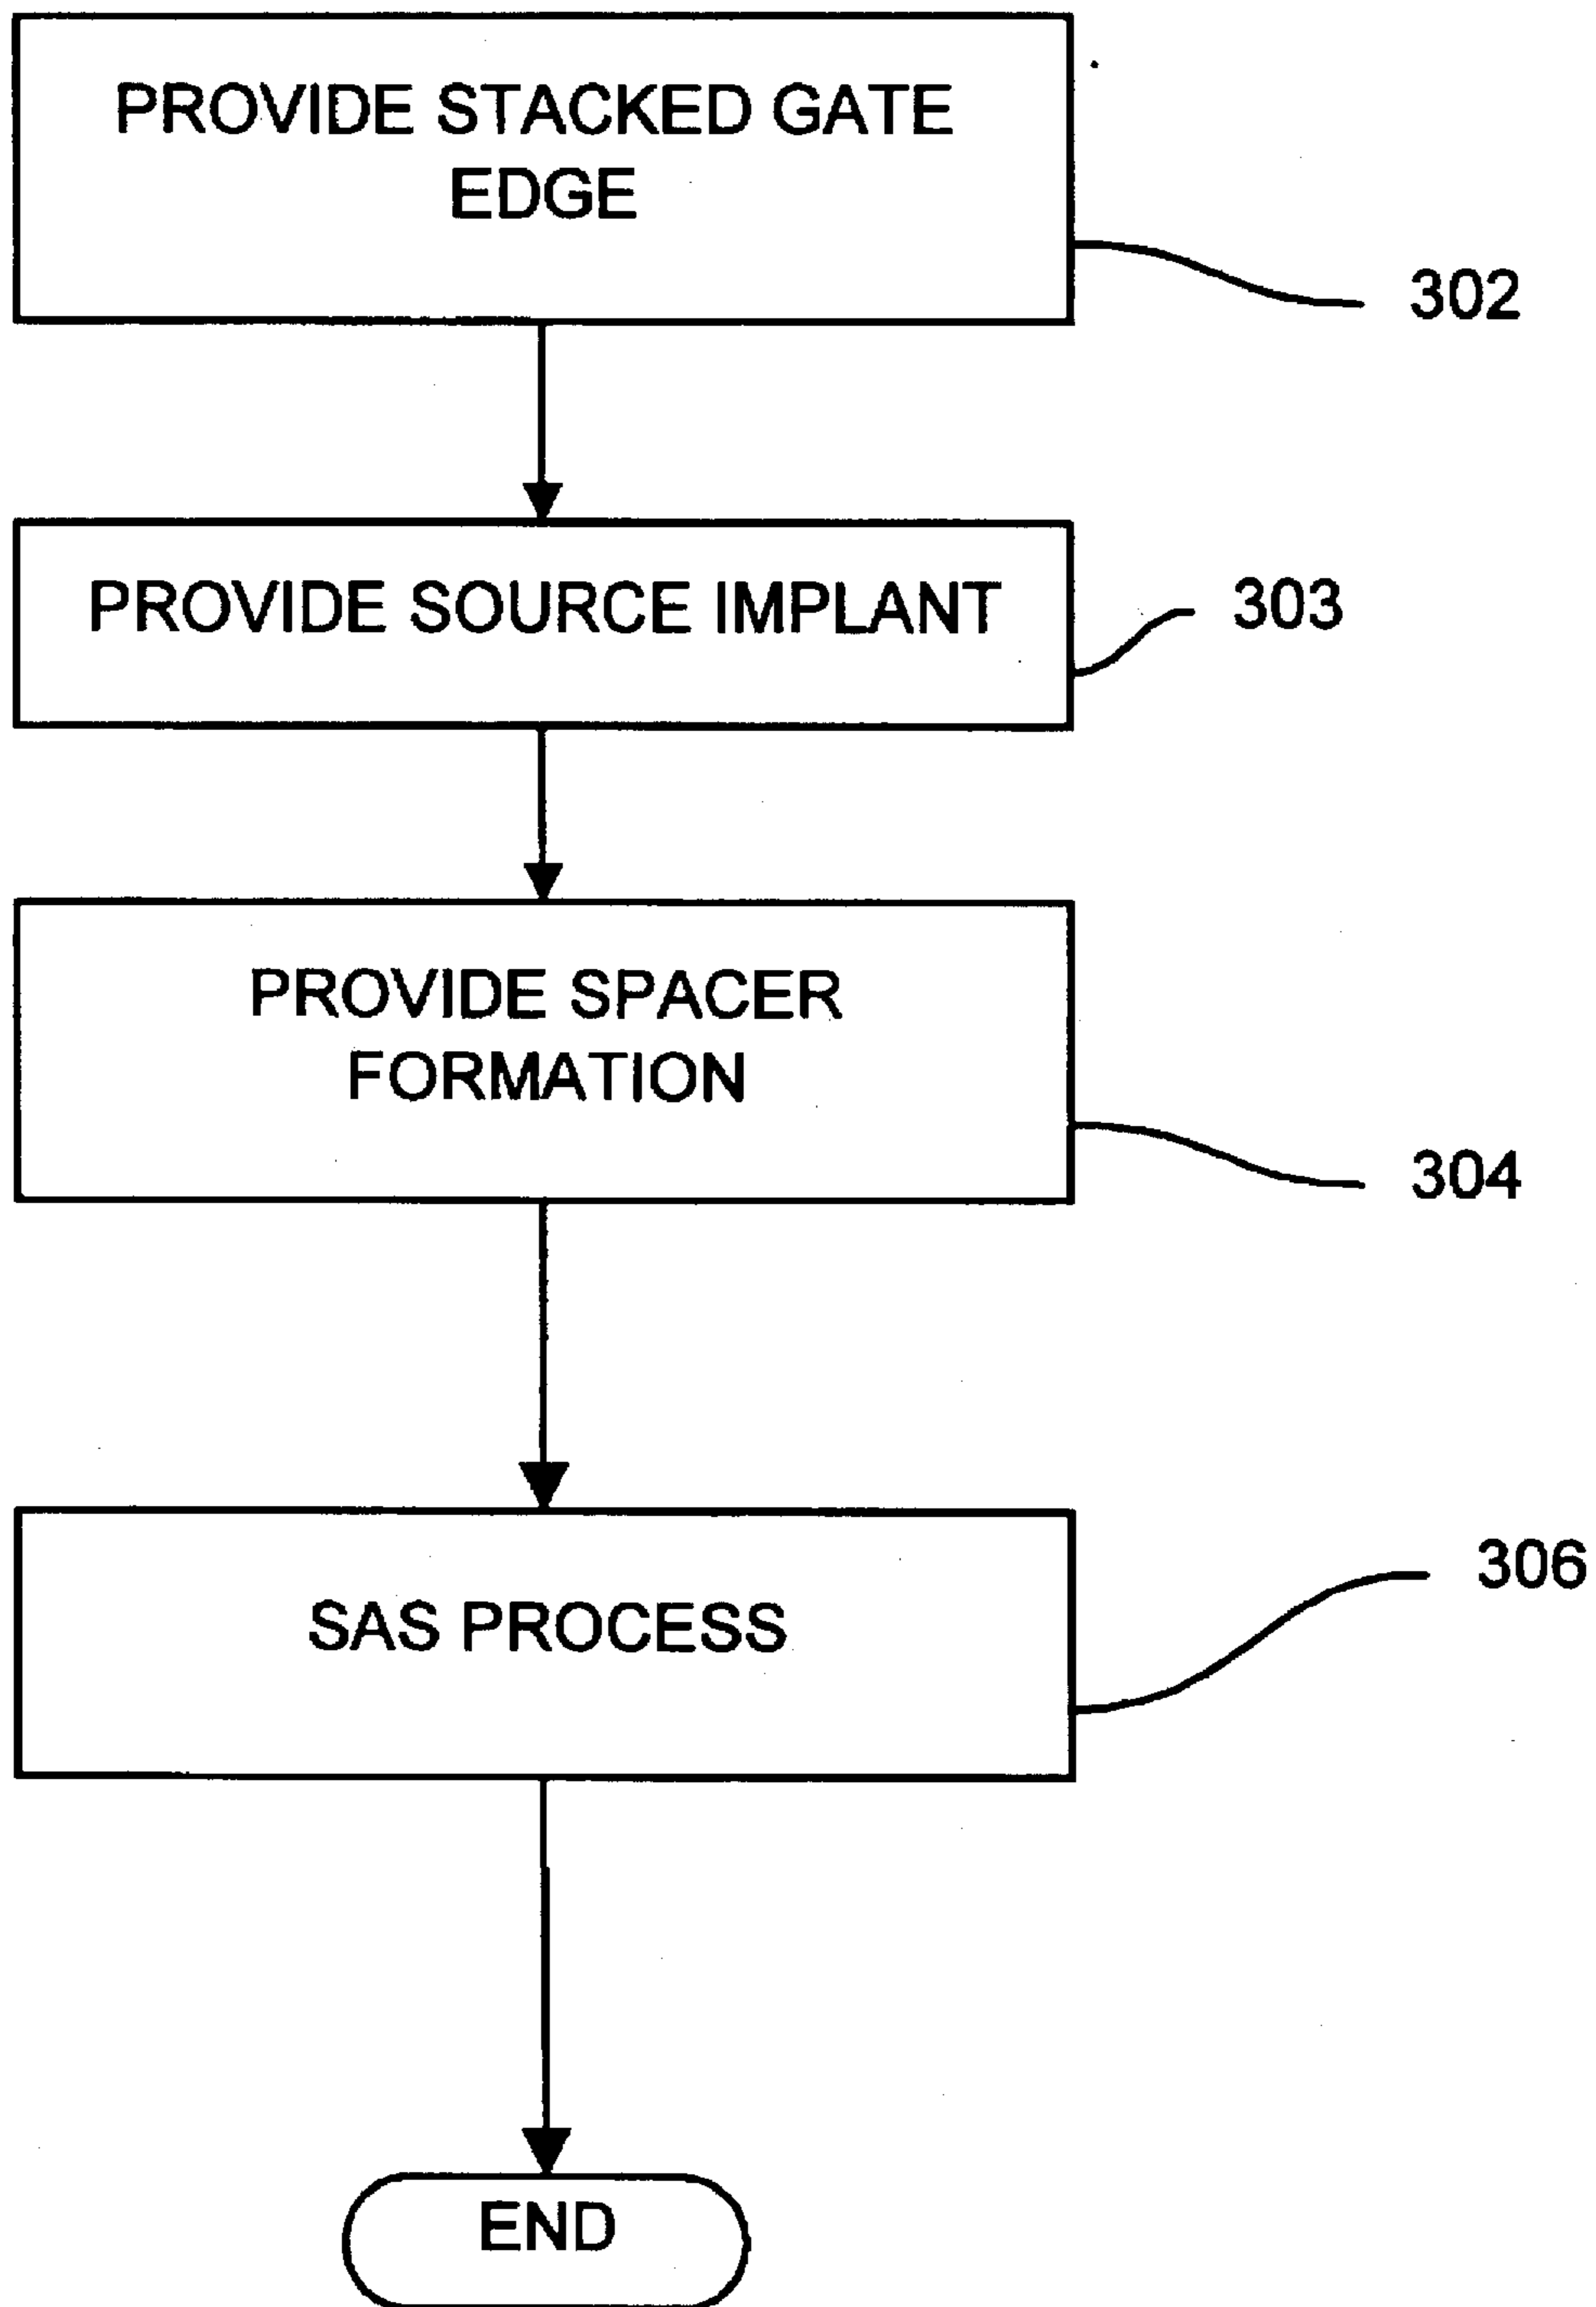 PROVIDE STACKED GATE
EDGE
302
PROVIDE SOURCE IMPLANT
303
PROVIDE SPACER
FORMATION
304
306
SAS PROCESS
END